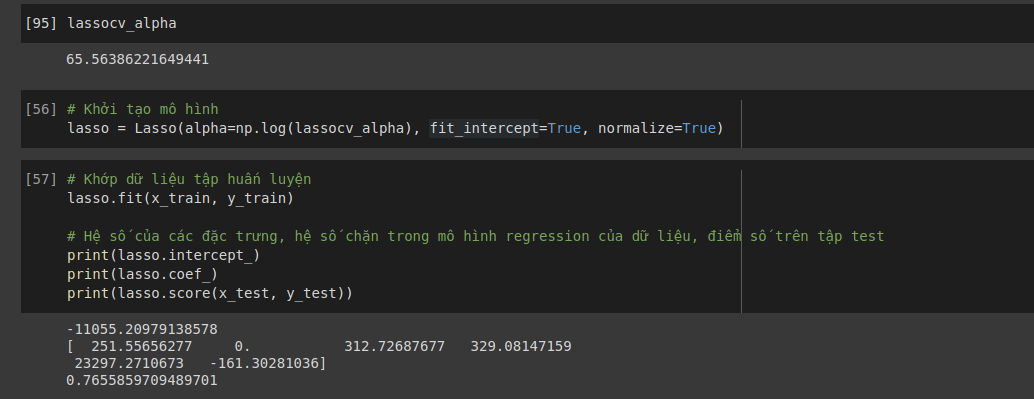 [95] lassocv_alpha
65.56386221649441
[56] # Khởi tạo mô hình
lasso = Lasso(alpha=np.log(lassocv_alpha), fit_intercept=True, normalize=True)
[57] # Khớp dữ liệu tập huấn luyện
lasso.fit(x_train, y_train)
# Hệ số của các đặc trưng, hệ số chặn trong mô hình regression của dữ liệu, điểm số trên tập test
print(lasso.intercept_)
print(lasso.coef_)
print(lasso.score(x_test, y_test))
-11055.20979138578
[  251.55656277     0.           312.72687677   329.08147159
 23297.2710673   -161.30281036]
0.7655859709489701